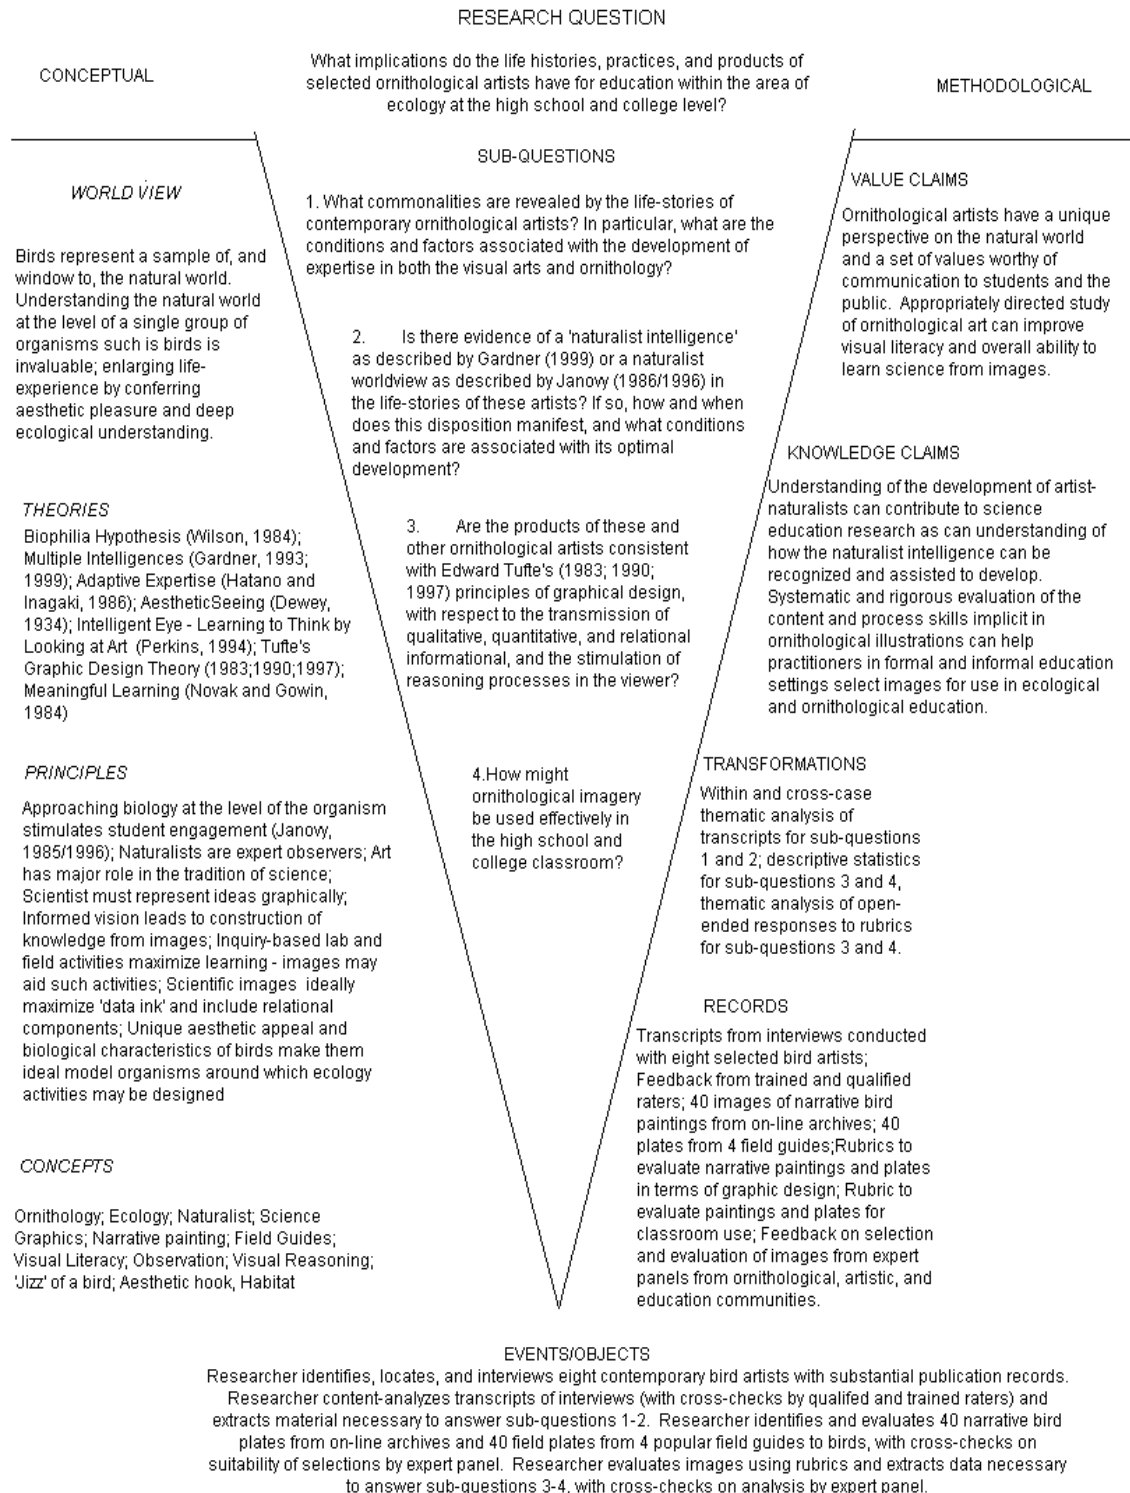 RESEARCH QUESTION
What implications do the life histories, practices, and products of
selected ornithological artists have for education within the area of
ecology at the high school and college level?
CONCEPTUAL
METHODOLOGICAL
SUB-QUESTIONS
1. What commonalities are revealed by the life-stories of
contemporary ornithological artists? In particular, what are the
conditions and factors associated with the development of
expertise in both the visual arts and ornithology?
2. Is there evidence of a 'naturalist intelligence'
as described by Gardner (1999) or a naturalist
worldview as described by Janowy (1986/1996) in
the life-stories of these artists? If so, how and when
does this disposition manifest, and what conditions
and factors are associated with its optimal
development?
3. Are the products of these and
other ornithological artists consistent
with Edward Tufte's (1983; 1990;
1997) principles of graphical design,
with respect to the transmission of
qualitative, quantitative, and relational
informational, and the stimulation of
reasoning processes in the viewer?
4.How might
ornithological imagery
be used effectively in
the high school and
college classroom?
WORLD VIEW
Birds represent a sample of, and
window to, the natural world.
Understanding the natural world
at the level of a single group of
organisms such is birds is
invaluable; enlarging life-
experience by conferring
aesthetic pleasure and deep
ecological understanding.
THEORIES
Biophilia Hypothesis (Wilson, 1984);
Multiple Intelligences (Gardner, 1993;
1999); Adaptive Expertise (Hatano and
Inagaki, 1986); AestheticSeeing (Dewey,
1934); Intelligent Eye - Learning to Think by
Looking at Art (Perkins, 1994); Tufte's
Graphic Design Theory (1983;1990;1997);
Meaningful Learning (Novak and Gowin,
1984)
PRINCIPLES
Approaching biology at the level of the organism
stimulates student engagement (Janovy,
1985/1996); Naturalists are expert observers; Art
has major role in the tradition of science;
Scientist must represent ideas graphically;
Informed vision leads to construction of
knowledge from images; Inquiry-based lab and
field activities maximize learning - images may
aid such activities; Scientific images ideally
maximize 'data ink' and include relational
components; Unique aesthetic appeal and
biological characteristics of birds make them
ideal model organisms around which ecology
activities may be designed
CONCEPTS
Ornithology; Ecology; Naturalist; Science
Graphics; Narrative painting; Field Guides;
Visual Literacy; Observation; Visual Reasoning;
'Jizz' of a bird; Aesthetic hook, Habitat
VALUE CLAIMS
Ornithological artists have a unique
perspective on the natural world
and a set of values worthy of
communication to students and the
public. Appropriately directed study
of ornithological art can improve
visual literacy and overall ability to
learn science from images.
KNOWLEDGE CLAIMS
Understanding of the development of artist-
naturalists can contribute to science
education research as can understanding of
how the naturalist intelligence can be
recognized and assisted to develop.
Systematic and rigorous evaluation of the
content and process skills implicit in
ornithological illustrations can help
practitioners in formal and informal education
settings select images for use in ecological
and ornithological education.
TRANSFORMATIONS
Within and cross-case
thematic analysis of
transcripts for sub-questions
1 and 2; descriptive statistics
for sub-questions 3 and 4,
thematic analysis of open-
ended responses to rubrics
for sub-questions 3 and 4.
RECORDS
Transcripts from interviews conducted
with eight selected bird artists;
Feedback from trained and qualified
raters; 40 images of narrative bird
paintings from on-line archives; 40
plates from 4 field guides;Rubrics to
evaluate narrative paintings and plates
in terms of graphic design; Rubric to
evaluate paintings and plates for
classroom use; Feedback on selection
and evaluation of images from expert
panels from ornithological, artistic, and
education communities.
EVENTS/OBJECTS
Researcher identifies, locates, and interviews eight contemporary bird artists with substantial publication records.
Researcher content-analyzes transcripts of interviews (with cross-checks by qualifed and trained raters) and
extracts material necessary to answer sub-questions 1-2. Researcher identifies and evaluates 40 narrative bird
plates from on-line archives and 40 field plates from 4 popular field guides to birds, with cross-checks on
suitability of selections by expert panel. Researcher evaluates images using rubrics and extracts data necessary
to answer sub-questions 3-4, with cross-checks on analysis by expert panel.